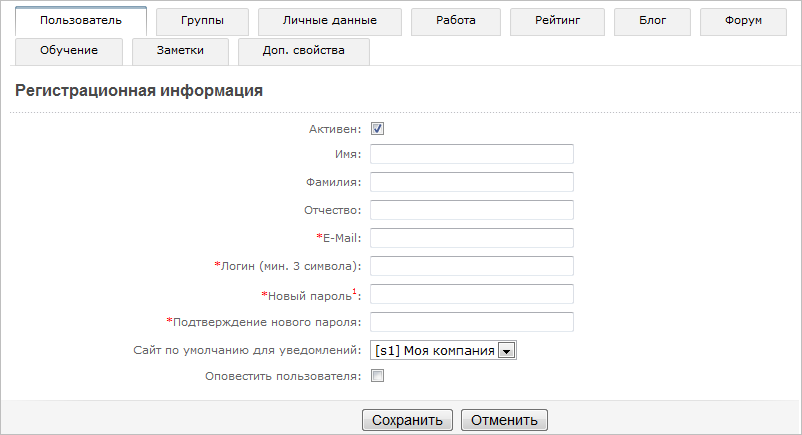 Пользователь Группы Личные данные Работа Рейтинг Блог Форум
Обучение Заметки Доп. свойства
Регистрационная информация
Активен:
Имя:
Фамилия:
Отчество:
*E-Mail:
*Логин (мин. 3 символа):
*Новый пароль1:
*Подтверждение нового пароля:
Сайт по умолчанию для уведомлений: [s1] Моя компания
Оповестить пользователя:
Сохранить Отменить